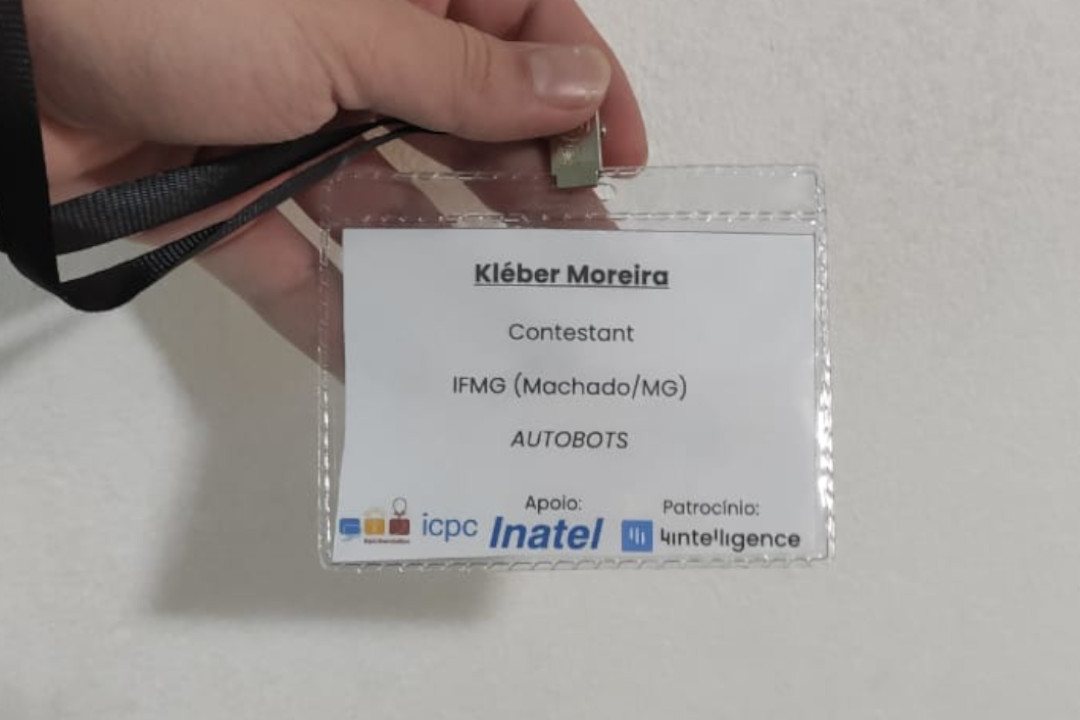 Kléber Moreira
Contestant
IFMG (Machado/MG)
AUTOBOTS
Apoio:
Patrocínio:
icpc
Inatel
4intelligence